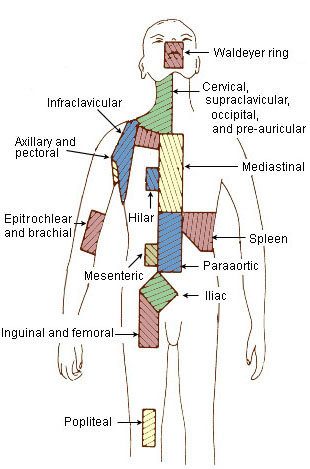 Waldeyer ring
Cervical,
supraclavicular,
occipital,
and pre-auricular
Infraclavicular
Axillary and
pectoral
Mediastinal
Hilar
Epitrochlear
and brachial
Spleen
Mesenteric
Paraaortic
Iliac
Inguinal and femoral
Popliteal